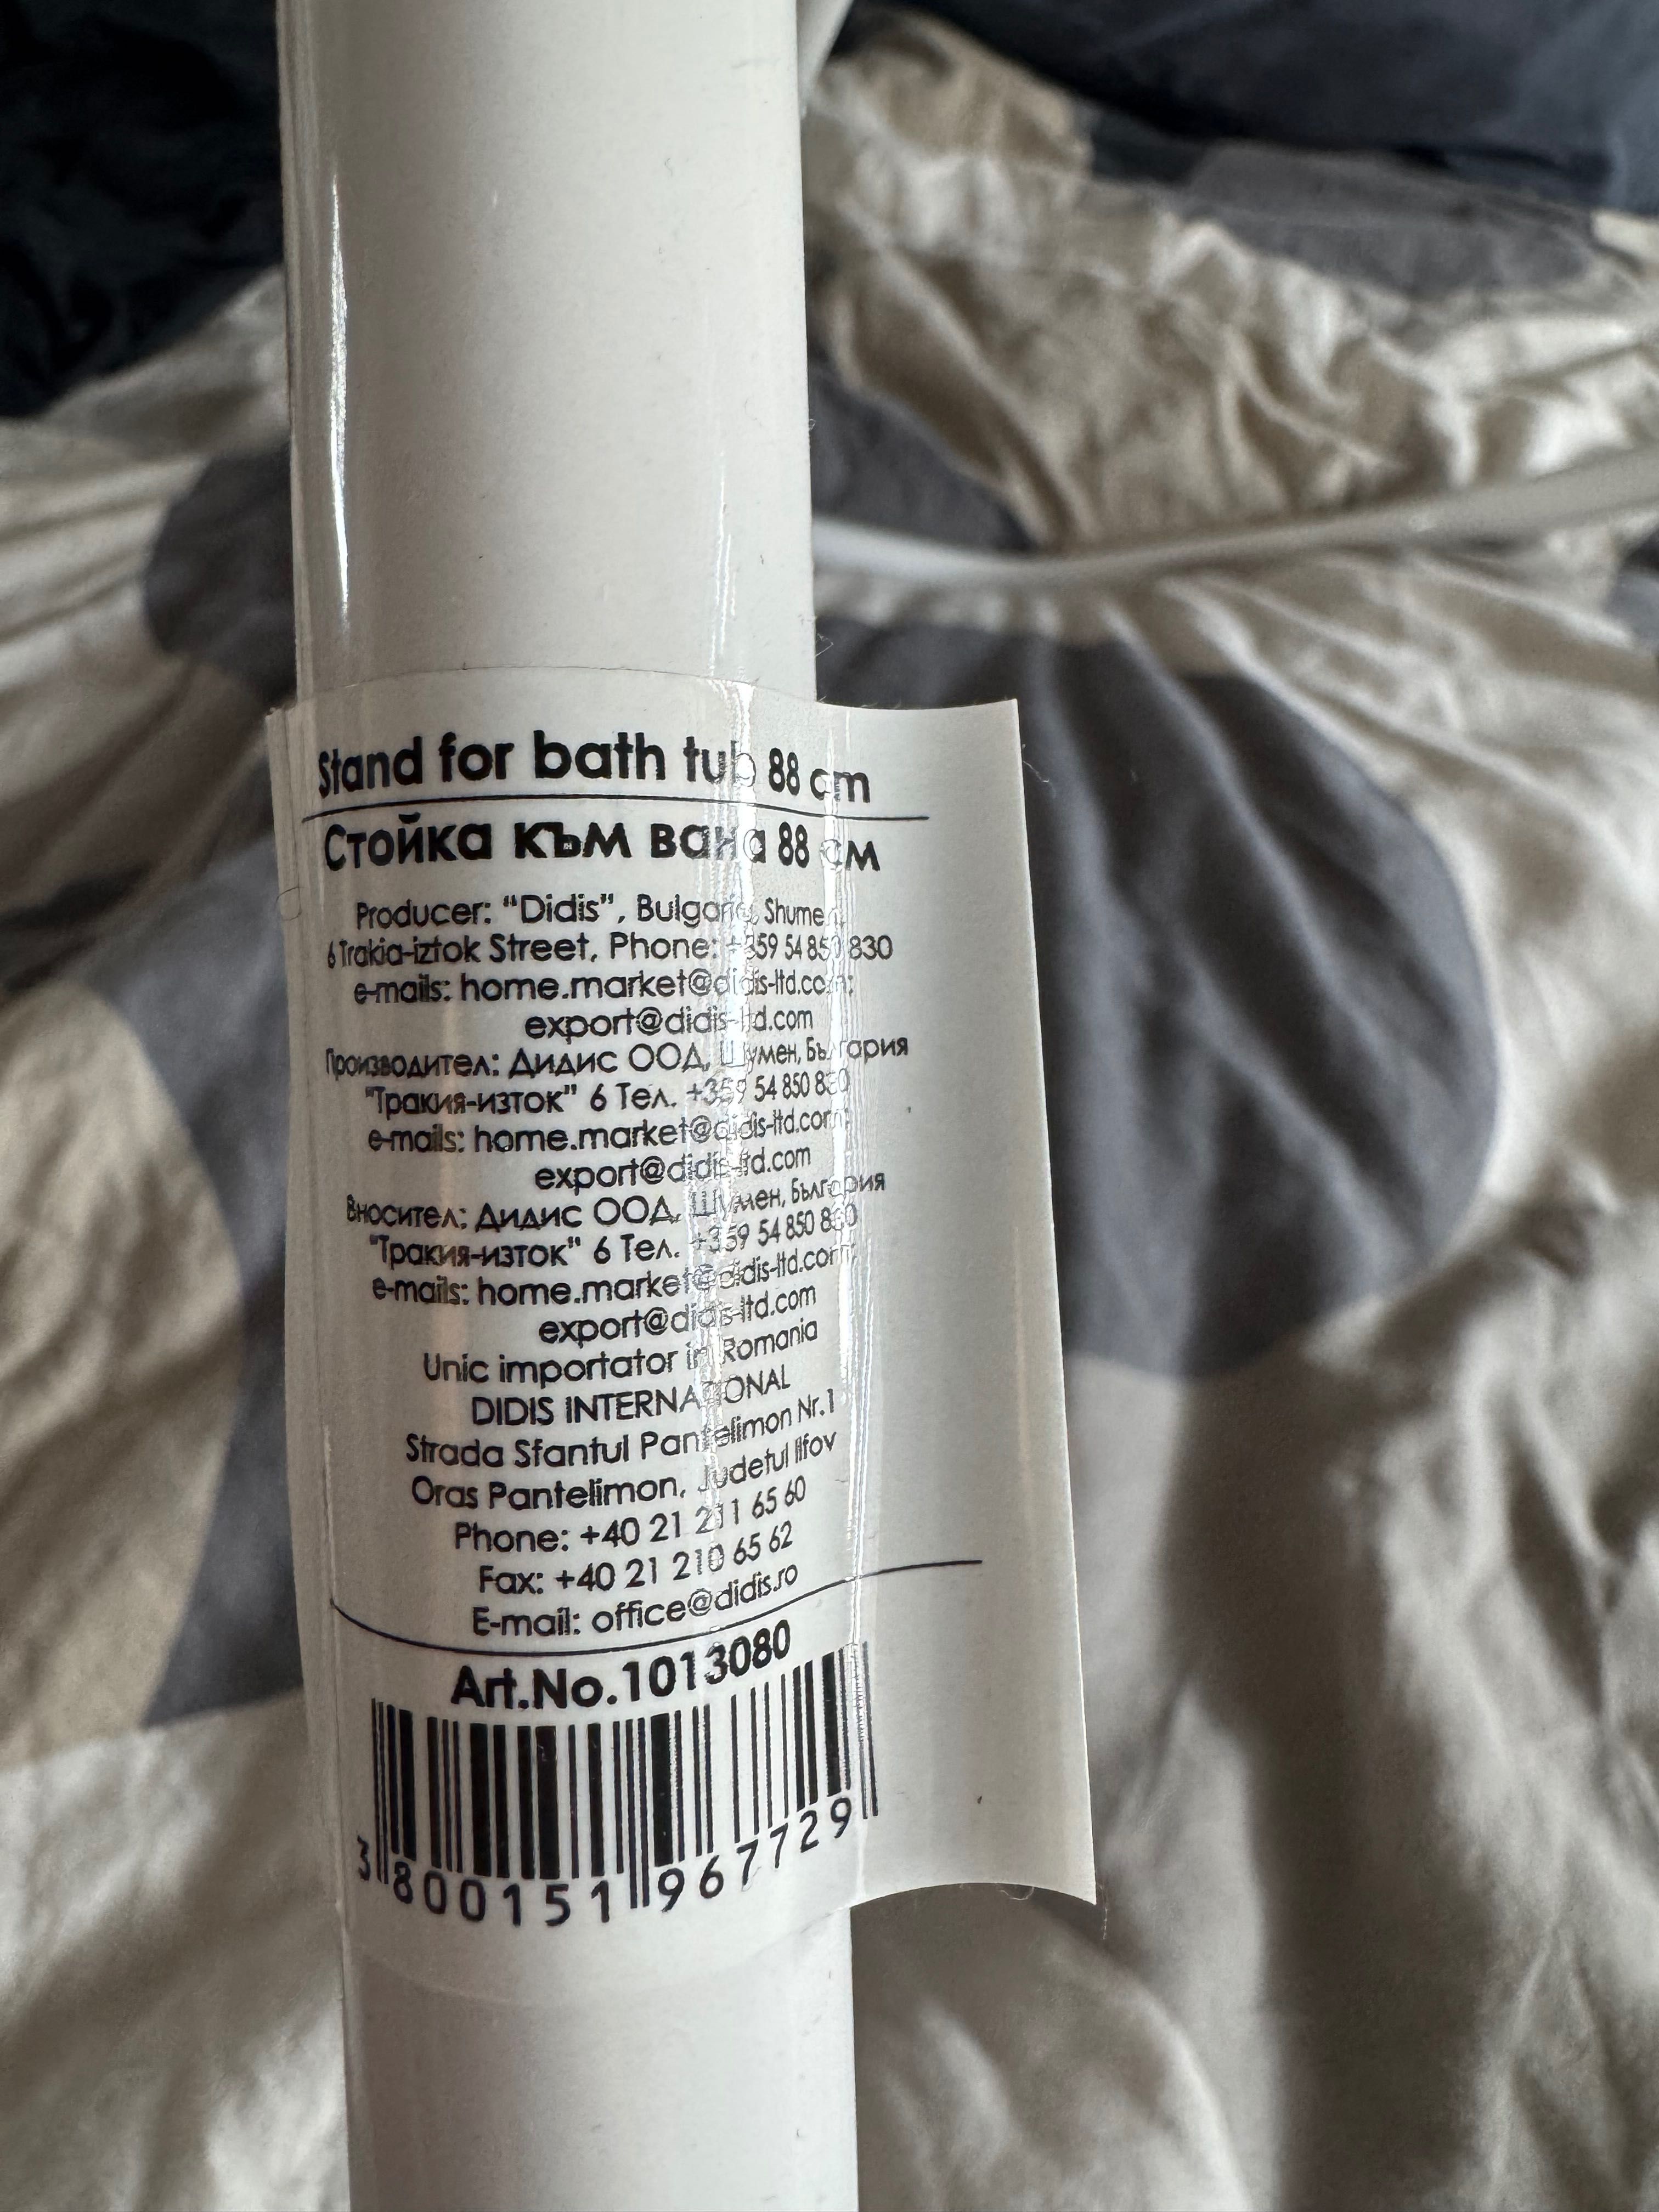 Stand for bath tub 88 cm
Стойка към вана 88 см
Producer: "Didis", Bulgaria, Shumen,
6 Trakia-iztok Street, Phone: +359 54 850 830
e-mails: home.market@didis-ltd.com;
export@didis-ltd.com
Производител: Дидис ООД, Шумен, България
"Тракия-изток" 6 Тел. +359 54 850 830
e-mails: home.market@didis-ltd.com;
export@didis-ltd.com
Вносител: Дидис ООД, Шумен, България
"Тракия-изток" 6 Тел. +359 54 850 830
e-mails: home.market@didis-ltd.com;
export@didis-ltd.com
Unic importator in Romania
DIDIS INTERNATIONAL
Strada Sfantul Pantelimon Nr.1
Oras Pantelimon, Judetul Ilfov
Phone: +40 21 211 65 60
Fax: +40 21 210 65 62
E-mail: office@didis.ro
Art.No.1013080
3 800151 967729